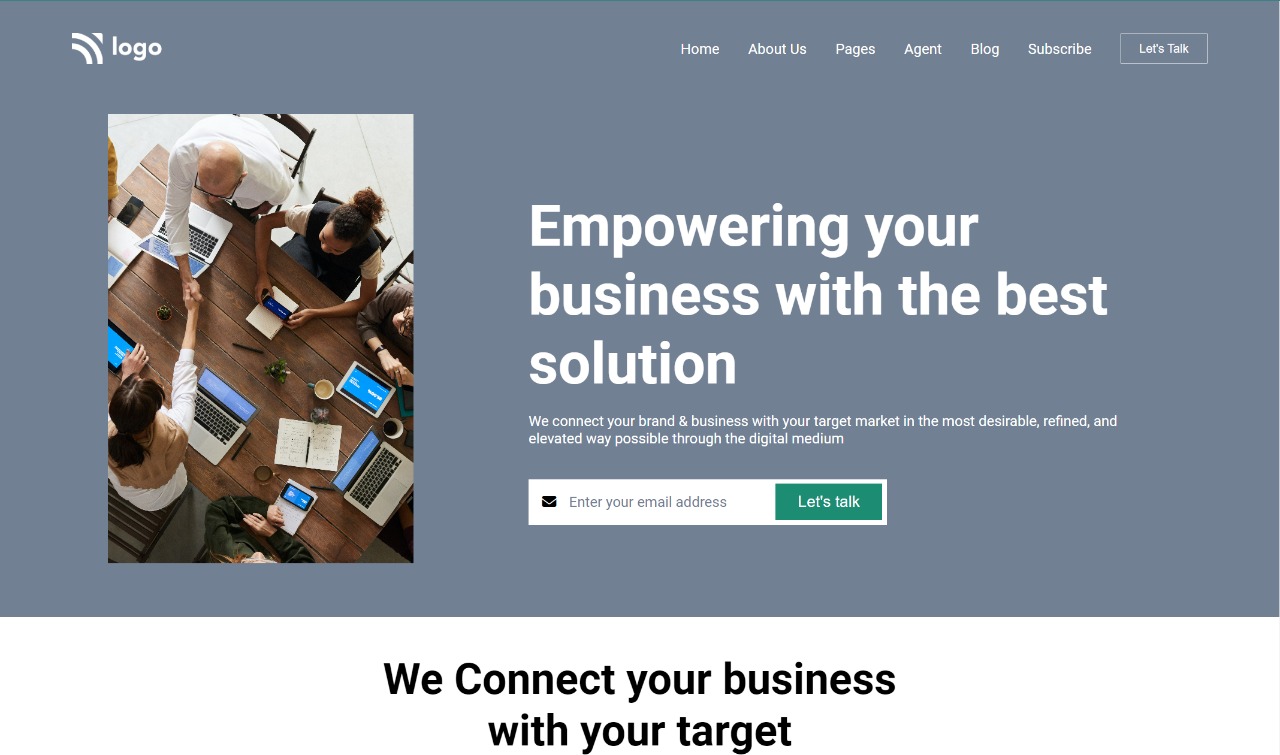 logo
Home About Us Pages Agent Blog Subscribe Let's Talk
Empowering your
business with the best
solution
We connect your brand & business with your target market in the most desirable, refined, and
elevated way possible through the digital medium
Enter your email address Let's talk
We Connect your business
with your target